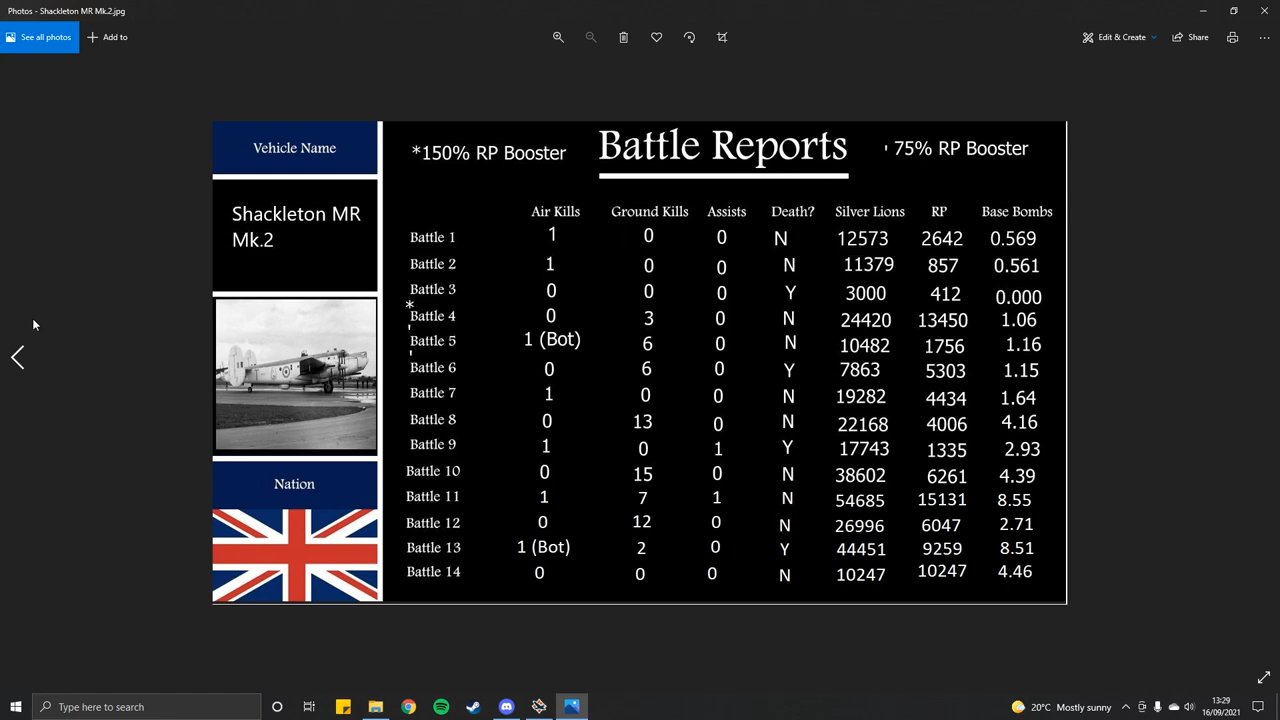 Photos - Shackleton MR Mk.2.jpg
See all photos + Add to Edit & Create Share
Vehicle Name *150% RP Booster Battle Reports ' 75% RP Booster
Shackleton MR
Mk.2
Air Kills Ground Kills Assists Death? Silver Lions RP Base Bombs
Battle 1 1 0 0 N 12573 2642 0.569
Battle 2 1 0 0 N 11379 857 0.561
Battle 3 0 0 0 Y 3000 412 0.000
* Battle 4 0 3 0 N 24420 13450 1.06
' Battle 5 1 (Bot) 6 0 N 10482 1756 1.16
' Battle 6 0 6 0 Y 7863 5303 1.15
Battle 7 1 0 0 N 19282 4434 1.64
Battle 8 0 13 0 N 22168 4006 4.16
Battle 9 1 0 1 Y 17743 1335 2.93
Battle 10 0 15 0 N 38602 6261 4.39
Battle 11 1 7 1 N 54685 15131 8.55
Battle 12 0 12 0 N 26996 6047 2.71
Battle 13 1 (Bot) 2 0 Y 44451 9259 8.51
Battle 14 0 0 0 N 10247 10247 4.46
Nation
Type here to search
20°C Mostly sunny
13:29
16/09/2021